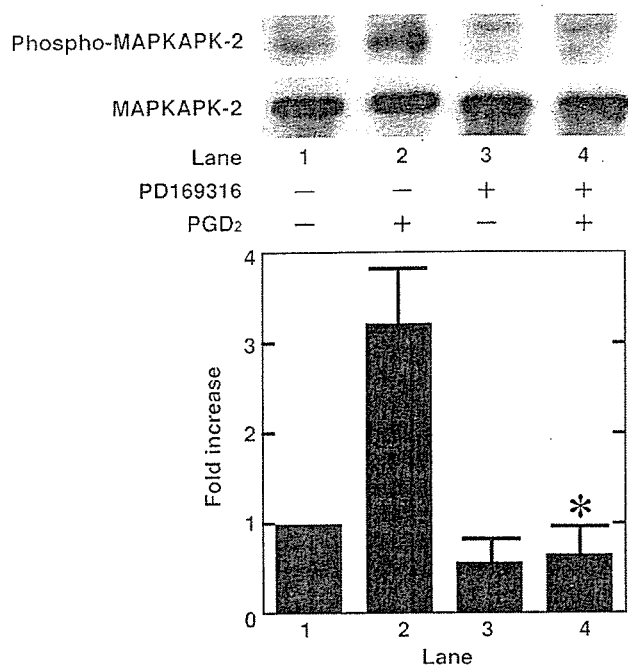 Phospho-MAPKAPK-2
MAPKAPK-2
Lane 1 2 3 4
PD169316 − − + +
PGD₂ − + − +
4
3
2
1
0
Fold increase
*
1 2 3 4
Lane